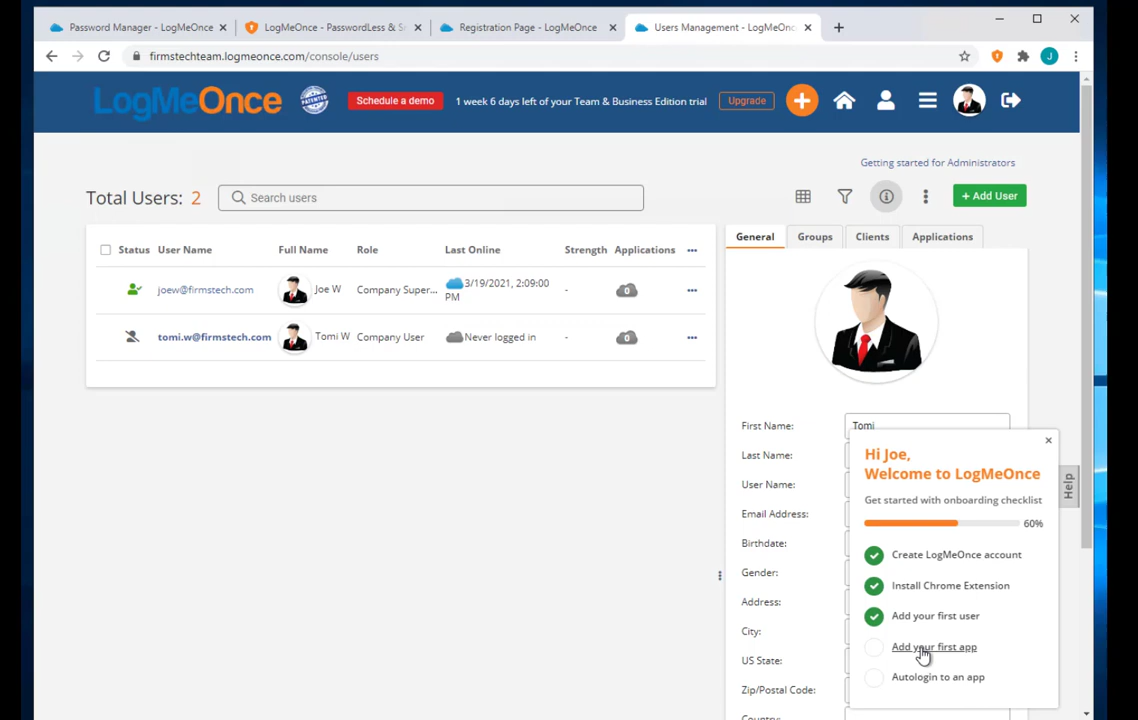 Password Manager - LogMeOnce
LogMeOnce - PasswordLess & S
Registration Page - LogMeOnce
Users Management - LogMeOnc
firmstechteam.logmeonce.com/console/users
J
LogMeOnce
PATENTED
Schedule a demo
1 week 6 days left of your Team & Business Edition trial
Upgrade
Getting started for Administrators
Total Users: 2
Search users
+ Add User
Status User Name Full Name Role Last Online Strength Applications
joew@firmstech.com Joe W Company Super... 3/19/2021, 2:09:00 PM - 0
tomi.w@firmstech.com Tomi W Company User Never logged in - 0
General Groups Clients Applications
First Name: Tomi
Last Name:
User Name:
Email Address:
Birthdate:
Gender:
Address:
City:
US State:
Zip/Postal Code:
Country:
Hi Joe,
Welcome to LogMeOnce
Get started with onboarding checklist
60%
Create LogMeOnce account
Install Chrome Extension
Add your first user
Add your first app
Autologin to an app
Help